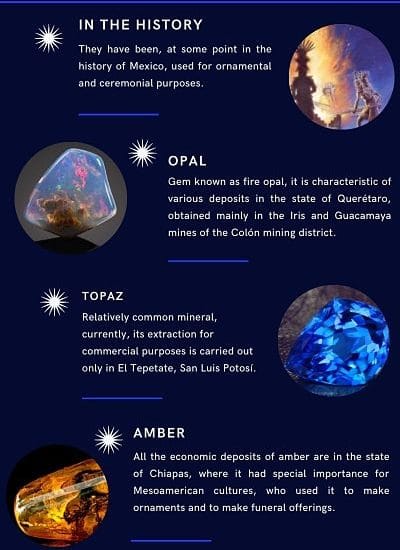 IN THE HISTORY
They have been, at some point in the
history of Mexico, used for ornamental
and ceremonial purposes.
OPAL
Gem known as fire opal, it is characteristic of
various deposits in the state of Querétaro,
obtained mainly in the Iris and Guacamaya
mines of the Colón mining district.
TOPAZ
Relatively common mineral,
currently, its extraction for
commercial purposes is carried out
only in El Tepetate, San Luis Potosí.
AMBER
All the economic deposits of amber are in the state
of Chiapas, where it had special importance for
Mesoamerican cultures, who used it to make
ornaments and to make funeral offerings.